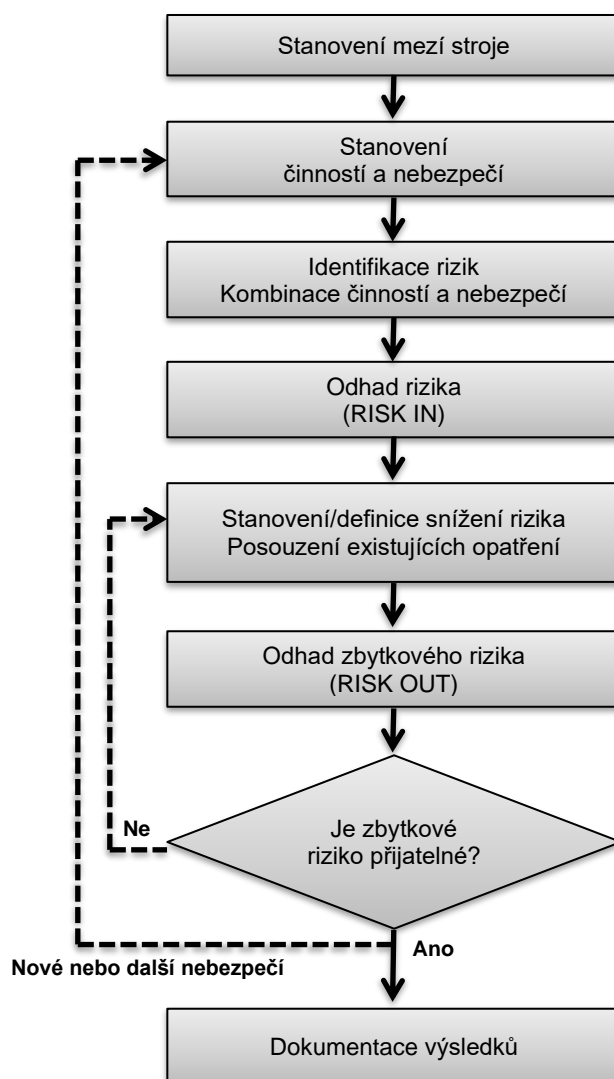 Stanovení mezí stroje
Stanovení
činností a nebezpečí
Identifikace rizik
Kombinace činností a nebezpečí
Odhad rizika
(RISK IN)
Stanovení/definice snížení rizika
Posouzení existujících opatření
Odhad zbytkového rizika
(RISK OUT)
Je zbytkové
riziko přijatelné?
Ne
Ano
Nové nebo další nebezpečí
Dokumentace výsledků